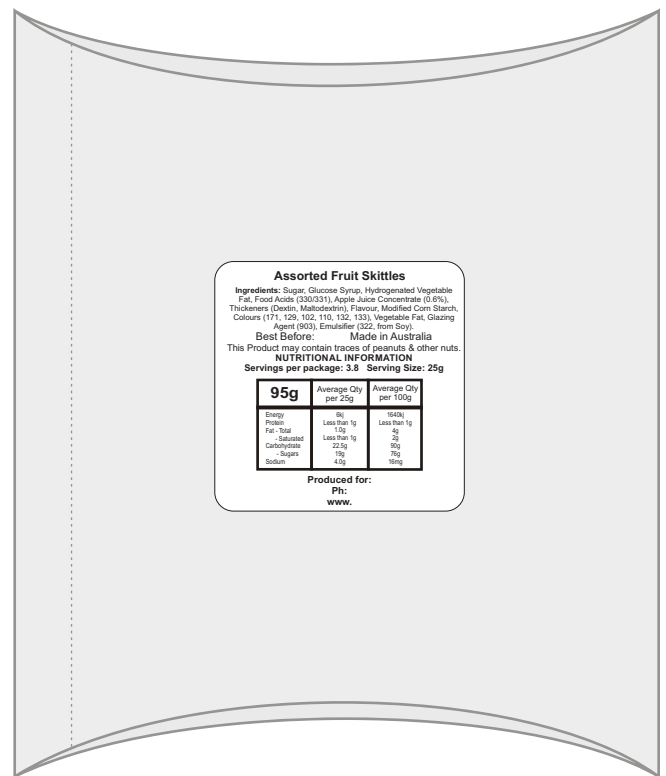 Assorted Fruit Skittles
Ingredients: Sugar, Glucose Syrup, Hydrogenated Vegetable
Fat, Food Acids (330/331), Apple Juice Concentrate (0.6%),
Thickeners (Dextin, Maltodextrin), Flavour, Modified Corn Starch,
Colours (171, 129, 102, 110, 132, 133), Vegetable Fat, Glazing
Agent (903), Emulsifier (322, from Soy).
Best Before: Made in Australia
This Product may contain traces of peanuts & other nuts.
NUTRITIONAL INFORMATION
Servings per package: 3.8 Serving Size: 25g
95g Average Qty per 25g Average Qty per 100g
Energy 6kj 1640kj
Protein Less than 1g Less than 1g
Fat - Total 1.0g 4g
- Saturated Less than 1g 2g
Carbohydrate 22.5g 90g
- Sugars 19g 76g
Sodium 4.0g 16mg
Produced for:
Ph:
www.